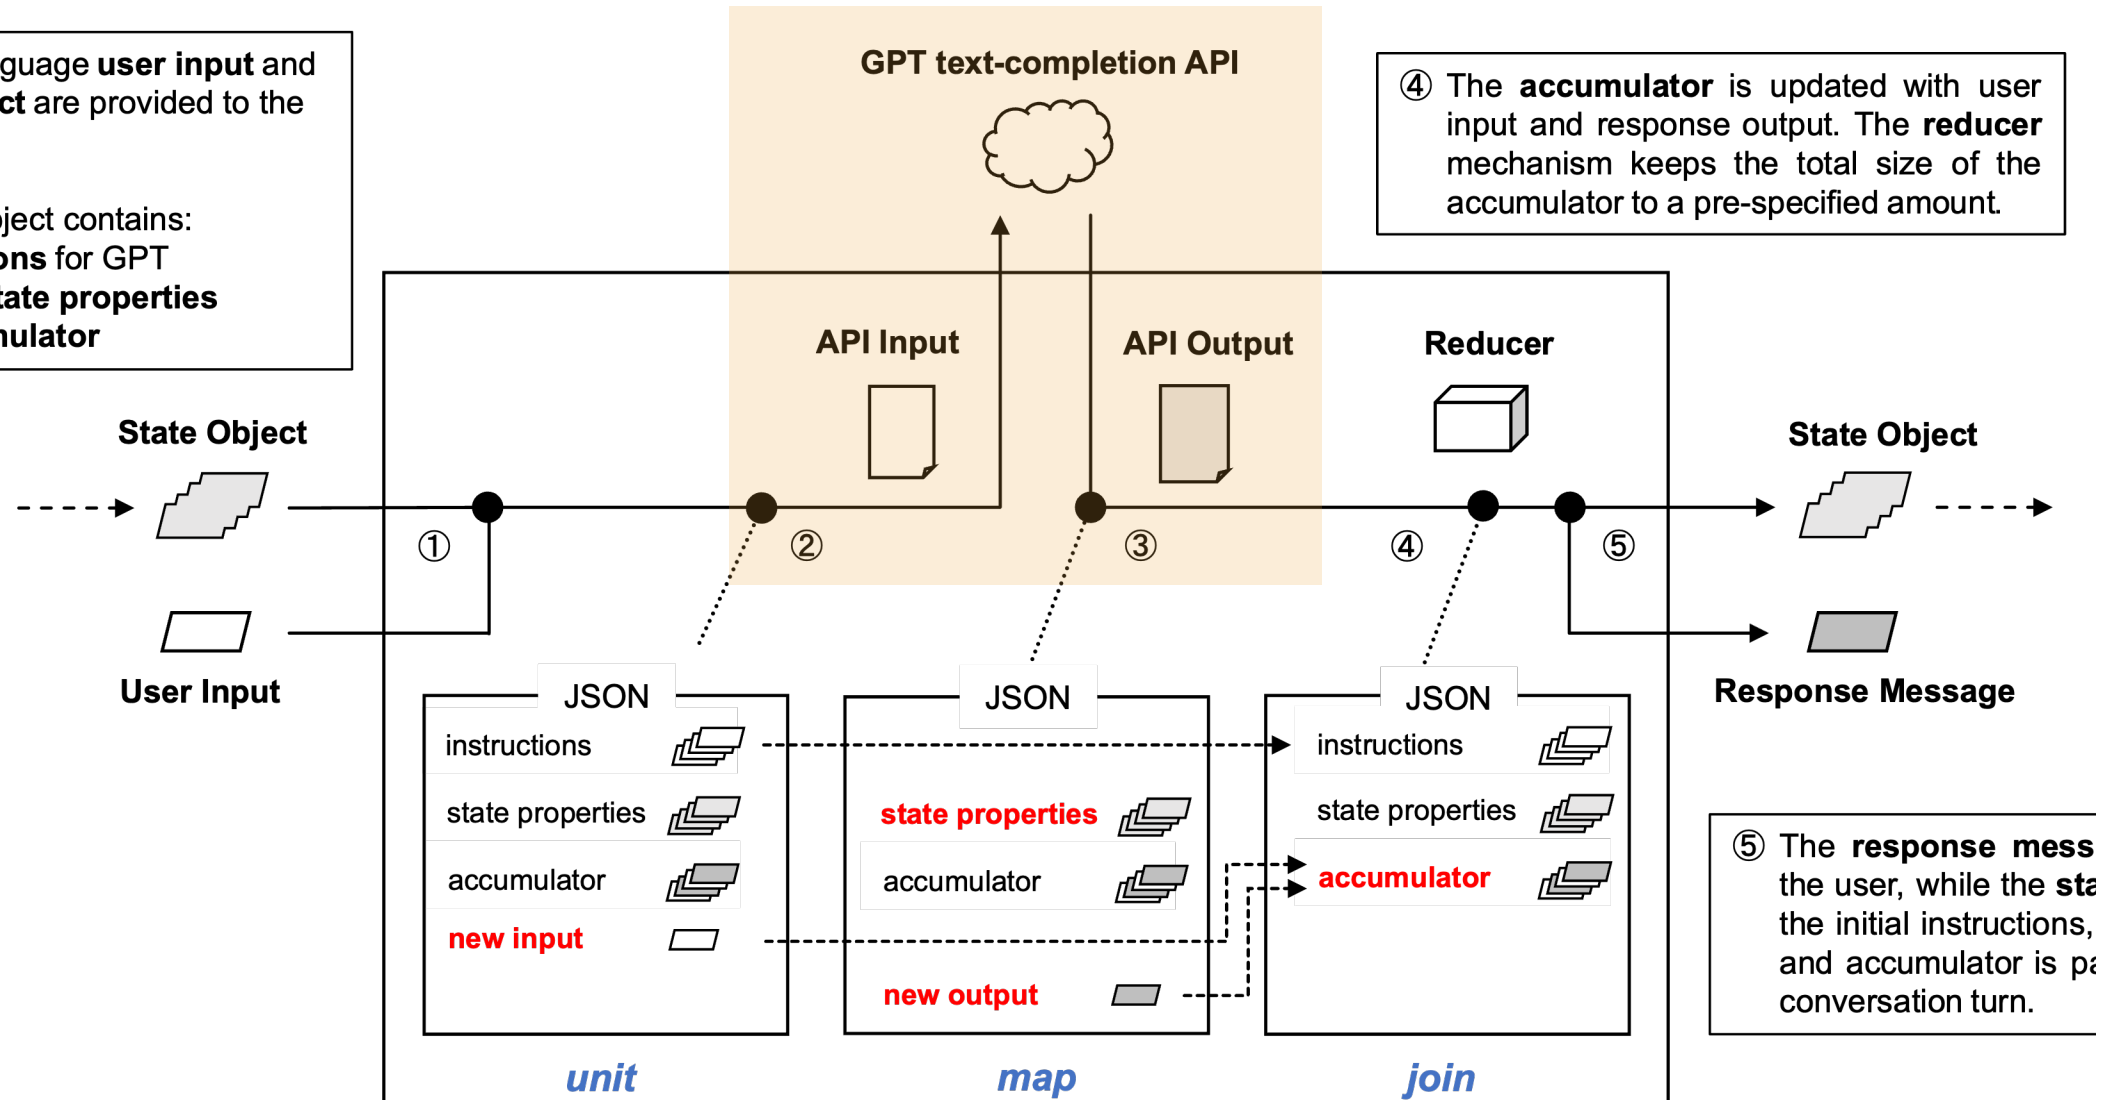 guage user input and
ct are provided to the
ject contains:
ons for GPT
tate properties
mulator
GPT text-completion API
④ The accumulator is updated with user
input and response output. The reducer
mechanism keeps the total size of the
accumulator to a pre-specified amount.
API Input
API Output
Reducer
State Object
State Object
①
②
③
④
⑤
User Input
Response Message
JSON
instructions
state properties
accumulator
new input
JSON
state properties
accumulator
new output
JSON
instructions
state properties
accumulator
⑤ The response mess
the user, while the sta
the initial instructions,
and accumulator is pa
conversation turn.
unit
map
join